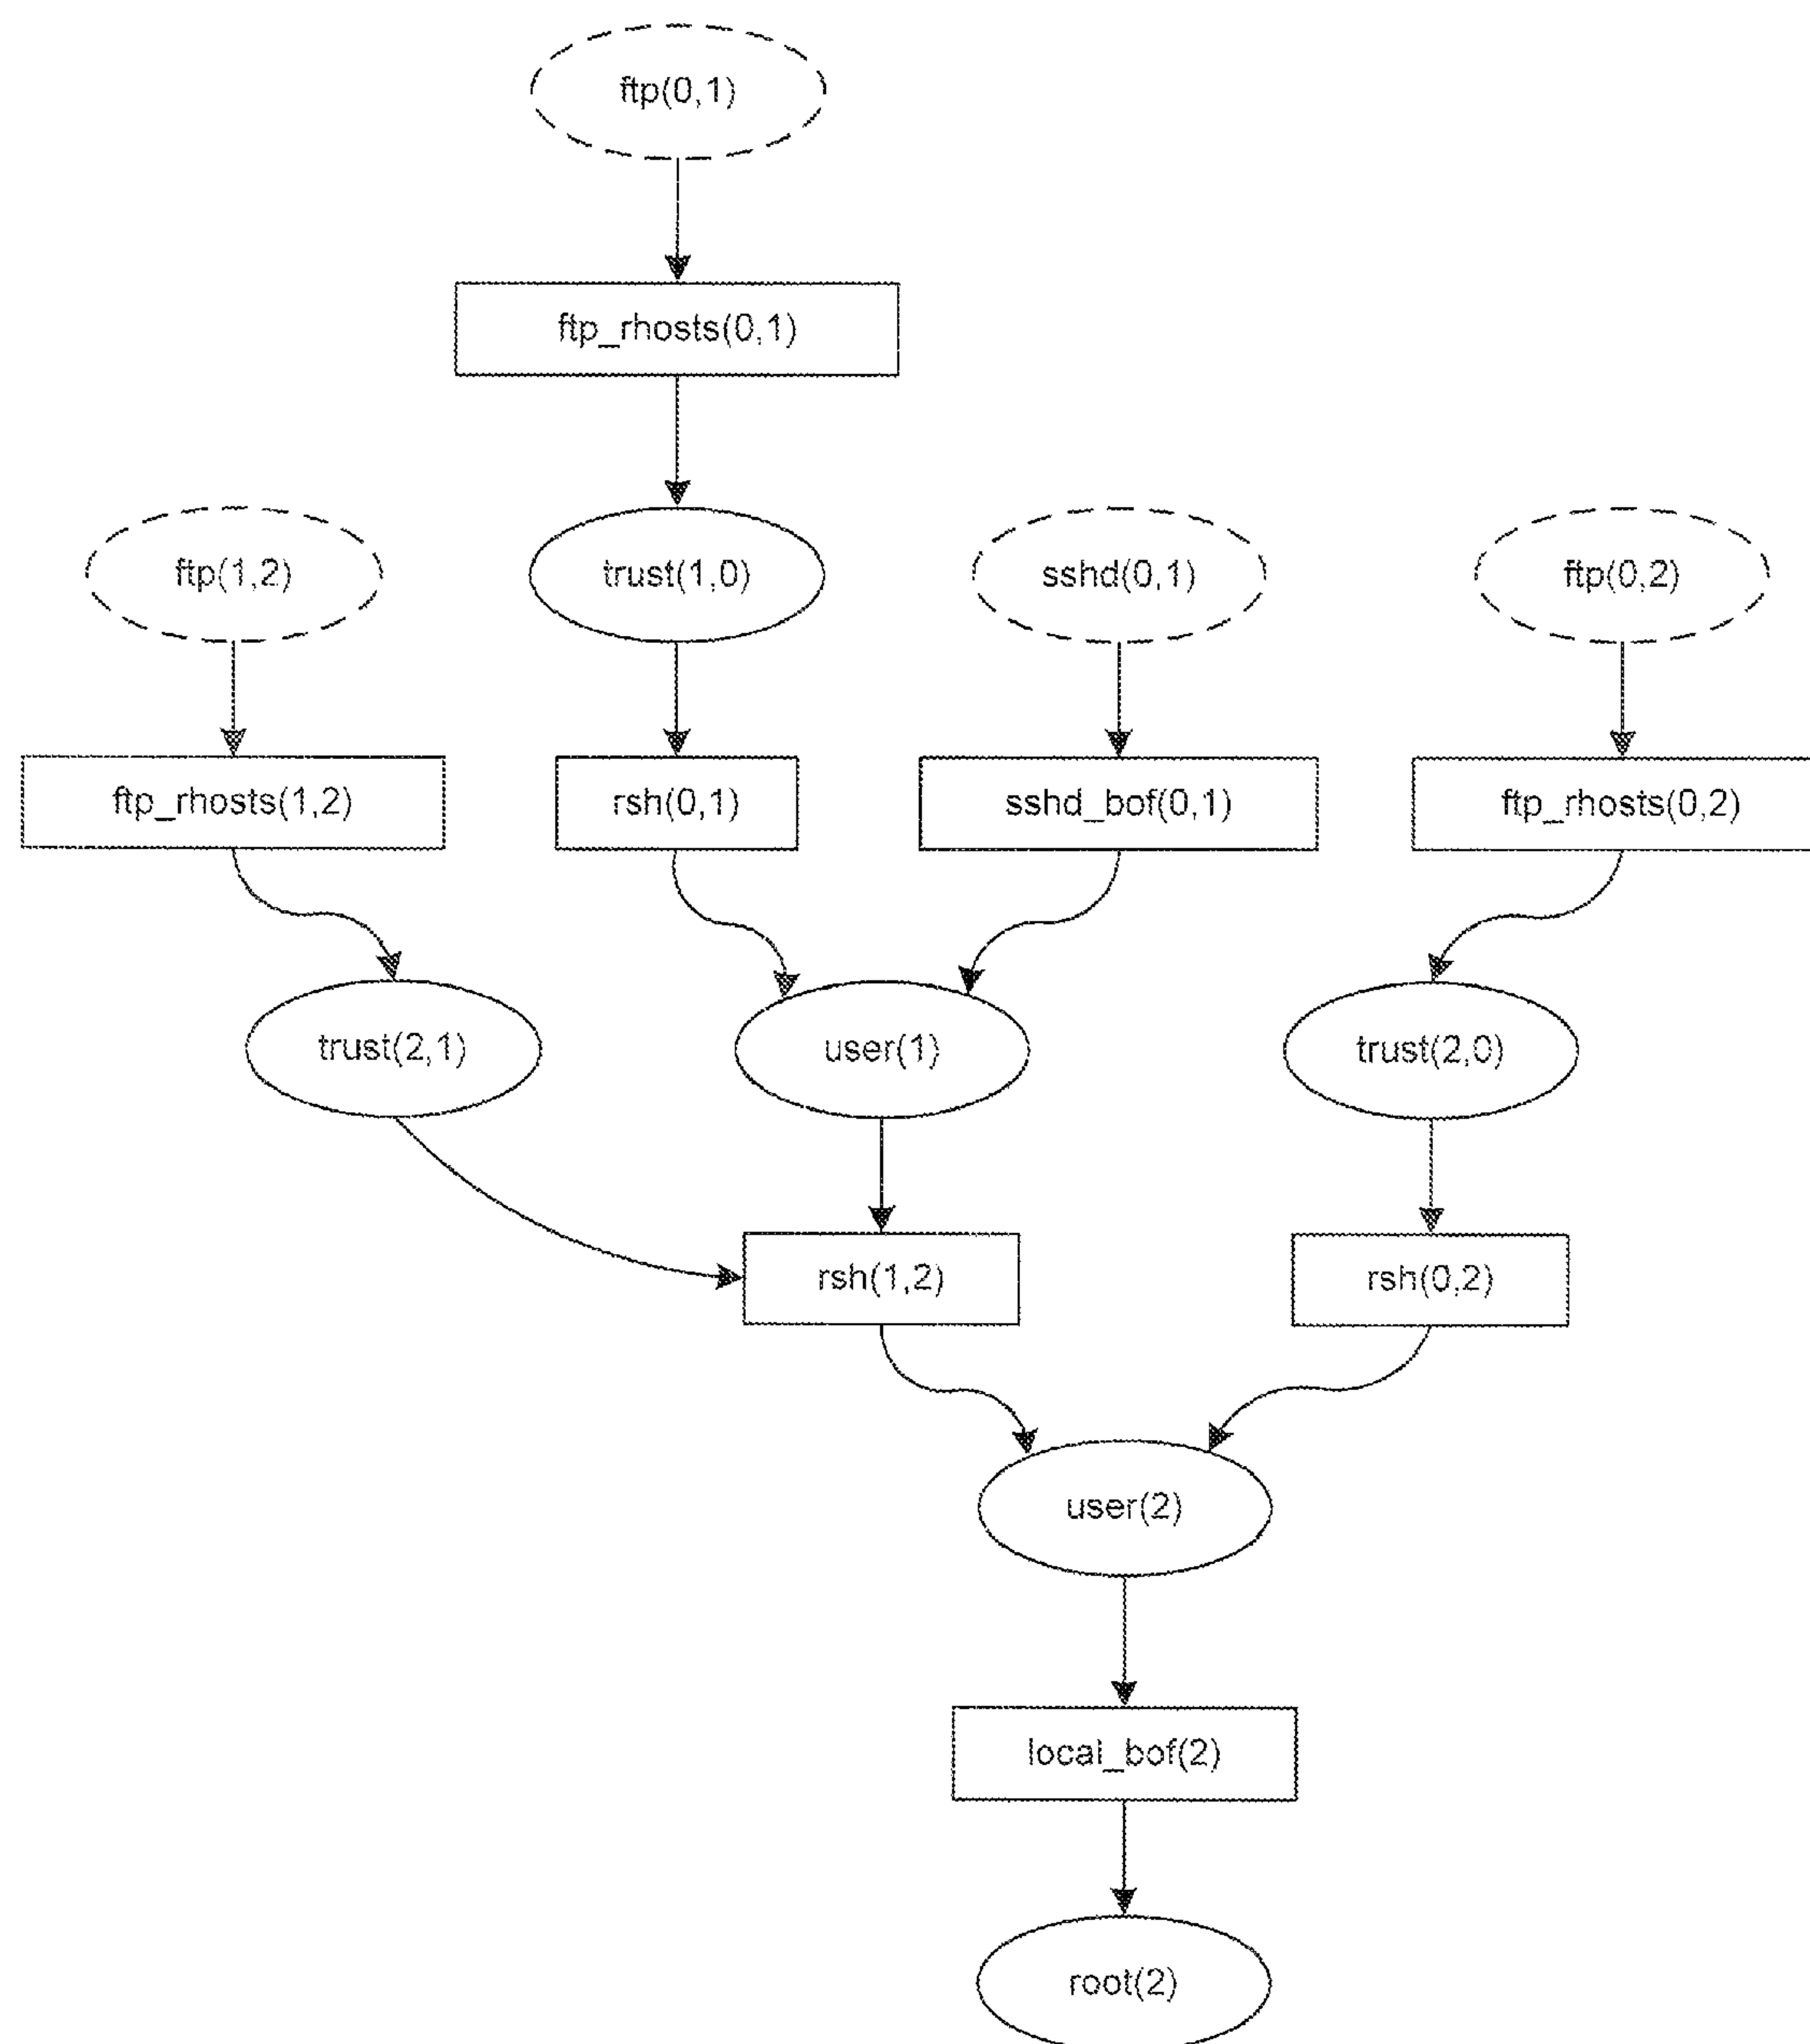 ftp(0,1)
ftp_rhosts(0,1)
ftp(1,2)
trust(1,0)
sshd(0,1)
ftp(0,2)
ftp_rhosts(1,2)
rsh(0,1)
sshd_bof(0,1)
ftp_rhosts(0,2)
trust(2,1)
user(1)
trust(2,0)
rsh(1,2)
rsh(0,2)
user(2)
local_bof(2)
root(2)